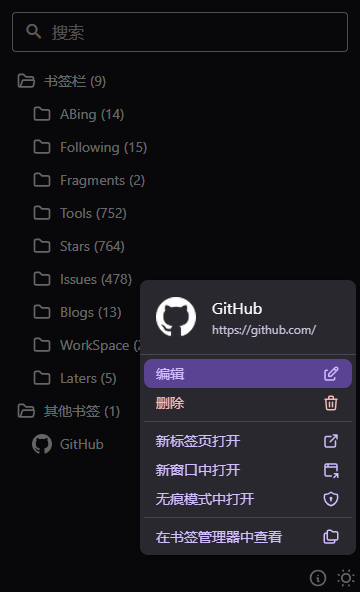 搜索
书签栏 (9)
ABing (14)
Following (15)
Fragments (2)
Tools (752)
Stars (764)
Issues (478)
Blogs (13)
WorkSpace
Laters (5)
其他书签 (1)
GitHub
GitHub
https://github.com/
编辑
删除
新标签页打开
新窗口中打开
无痕模式中打开
在书签管理器中查看